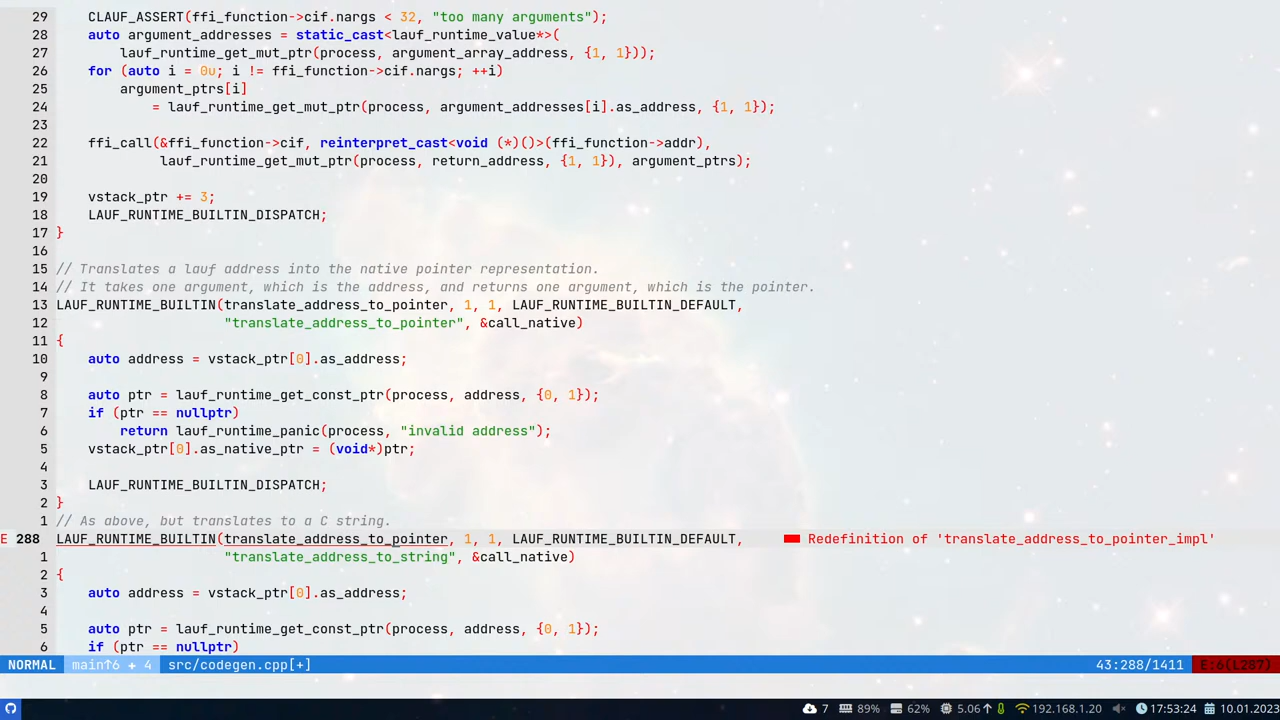 29 CLAUF_ASSERT(ffi_function->cif.nargs < 32, "too many arguments");
28 auto argument_addresses = static_cast<lauf_runtime_value*>(
27 lauf_runtime_get_mut_ptr(process, argument_array_address, {1, 1}));
26 for (auto i = 0u; i != ffi_function->cif.nargs; ++i)
25 argument_ptrs[i]
24 = lauf_runtime_get_mut_ptr(process, argument_addresses[i].as_address, {1, 1});
23
22 ffi_call(&ffi_function->cif, reinterpret_cast<void (*)()>(ffi_function->addr),
21 lauf_runtime_get_mut_ptr(process, return_address, {1, 1}), argument_ptrs);
20
19 vstack_ptr += 3;
18 LAUF_RUNTIME_BUILTIN_DISPATCH;
17 }
16
15 // Translates a lauf address into the native pointer representation.
14 // It takes one argument, which is the address, and returns one argument, which is the pointer.
13 LAUF_RUNTIME_BUILTIN(translate_address_to_pointer, 1, 1, LAUF_RUNTIME_BUILTIN_DEFAULT,
12 "translate_address_to_pointer", &call_native)
11 {
10 auto address = vstack_ptr[0].as_address;
9
8 auto ptr = lauf_runtime_get_const_ptr(process, address, {0, 1});
7 if (ptr == nullptr)
6 return lauf_runtime_panic(process, "invalid address");
5 vstack_ptr[0].as_native_ptr = (void*)ptr;
4
3 LAUF_RUNTIME_BUILTIN_DISPATCH;
2 }
1 // As above, but translates to a C string.
E 288 LAUF_RUNTIME_BUILTIN(translate_address_to_pointer, 1, 1, LAUF_RUNTIME_BUILTIN_DEFAULT, Redefinition of 'translate_address_to_pointer_impl'
1 "translate_address_to_string", &call_native)
2 {
3 auto address = vstack_ptr[0].as_address;
4
5 auto ptr = lauf_runtime_get_const_ptr(process, address, {0, 1});
6 if (ptr == nullptr)
NORMAL main↑6 + 4 src/codegen.cpp[+] 43:288/1411 E:6(L287)
7 89% 62% 5.06 192.168.1.20 17:53:24 10.01.2023